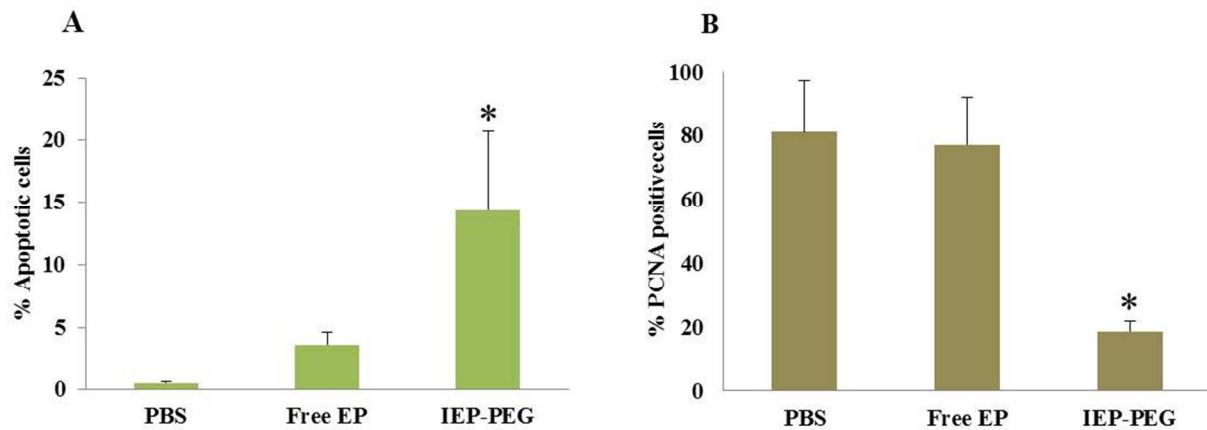 A
% Apoptotic cells
25
20
15
10
5
0
*
PBS Free EP IEP-PEG
B
% PCNA positivecells
100
80
60
40
20
0
*
PBS Free EP IEP-PEG